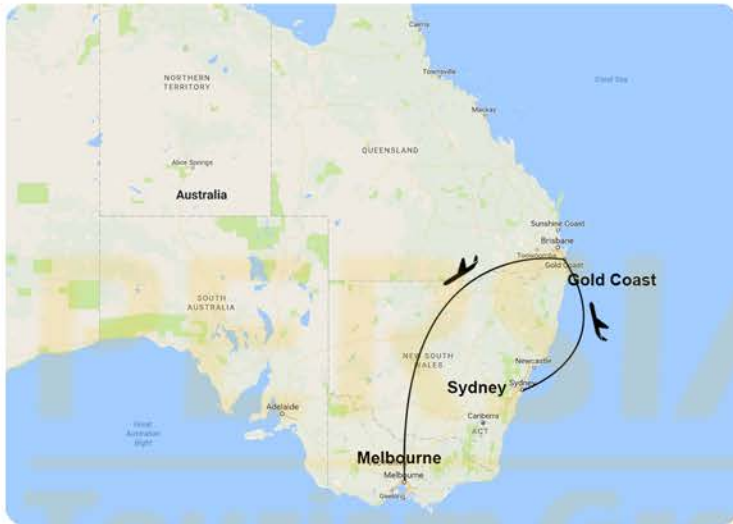 Cairns
Townsville
Coral Sea
Mackay
NORTHERN
TERRITORY
QUEENSLAND
Alice Springs
Australia
Sunshine Coast
Brisbane
Toowoomba
Gold Coast
Gold Coast
SOUTH
AUSTRALIA
NEW SOUTH
WALES
Newcastle
Sydney
Sydney
Adelaide
Canberra
ACT
Great
Australian
Bight
Melbourne
Melbourne
Geelong